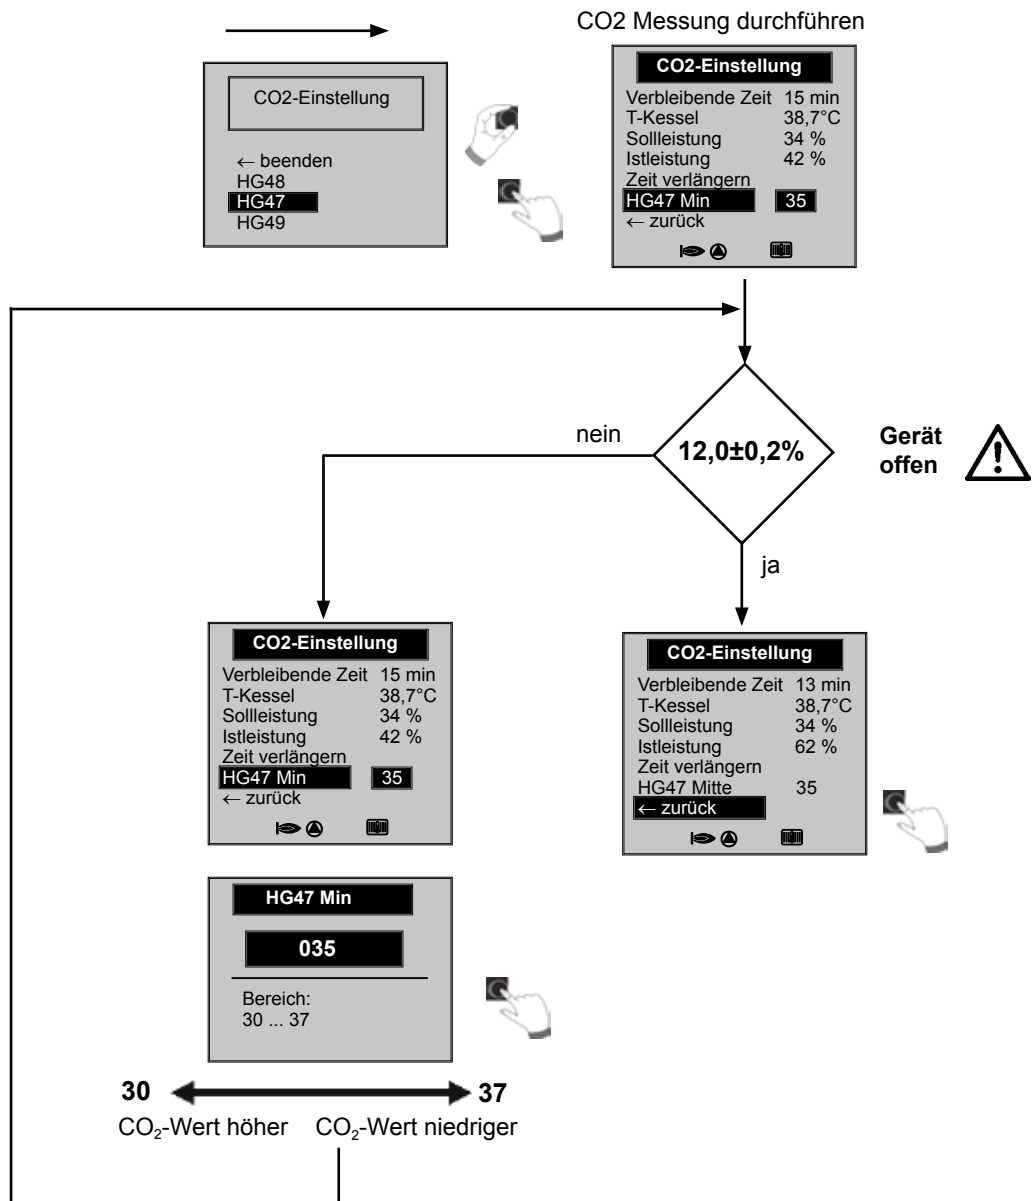 CO2 Messung durchführen
CO2-Einstellung
← beenden
HG48
HG47
HG49
CO2-Einstellung
Verbleibende Zeit 15 min
T-Kessel 38,7°C
Sollleistung 34 %
Istleistung 42 %
Zeit verlängern
HG47 Min 35
← zurück
nein
12,0±0,2%
Gerät
offen
ja
CO2-Einstellung
Verbleibende Zeit 15 min
T-Kessel 38,7°C
Sollleistung 34 %
Istleistung 42 %
Zeit verlängern
HG47 Min 35
← zurück
CO2-Einstellung
Verbleibende Zeit 13 min
T-Kessel 38,7°C
Sollleistung 34 %
Istleistung 62 %
Zeit verlängern
HG47 Mitte 35
← zurück
HG47 Min
035
Bereich:
30 ... 37
30 37
CO₂-Wert höher CO₂-Wert niedriger